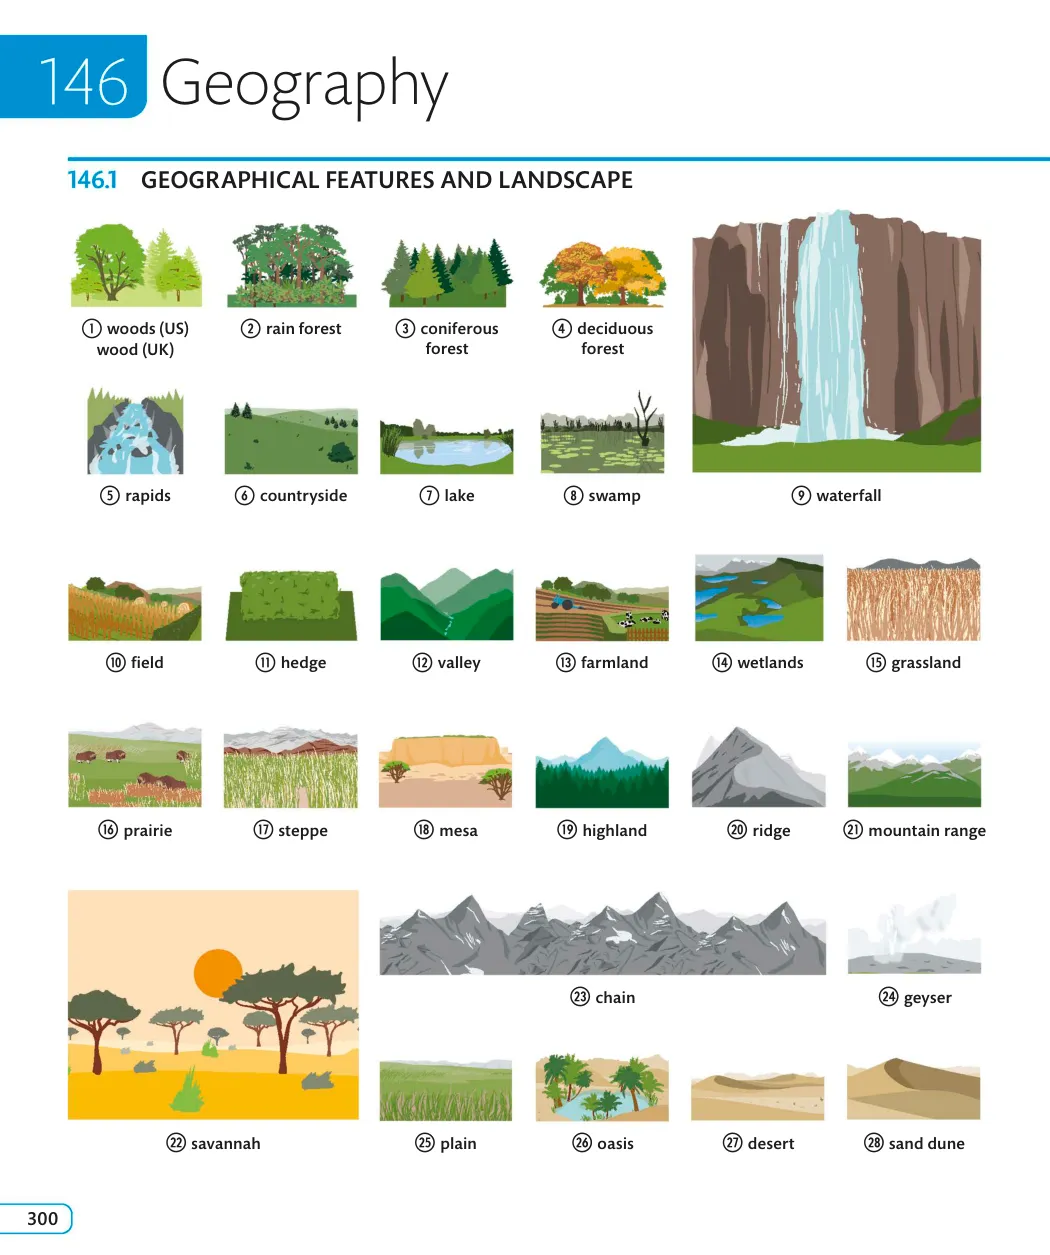 146 Geography
146.1 GEOGRAPHICAL FEATURES AND LANDSCAPE
1 woods (US)
wood (UK)
2 rain forest
3 coniferous
forest
4 deciduous
forest
5 rapids
6 countryside
7 lake
8 swamp
9 waterfall
10 field
11 hedge
12 valley
13 farmland
14 wetlands
15 grassland
16 prairie
17 steppe
18 mesa
19 highland
20 ridge
21 mountain range
22 savannah
23 chain
24 geyser
25 plain
26 oasis
27 desert
28 sand dune
300